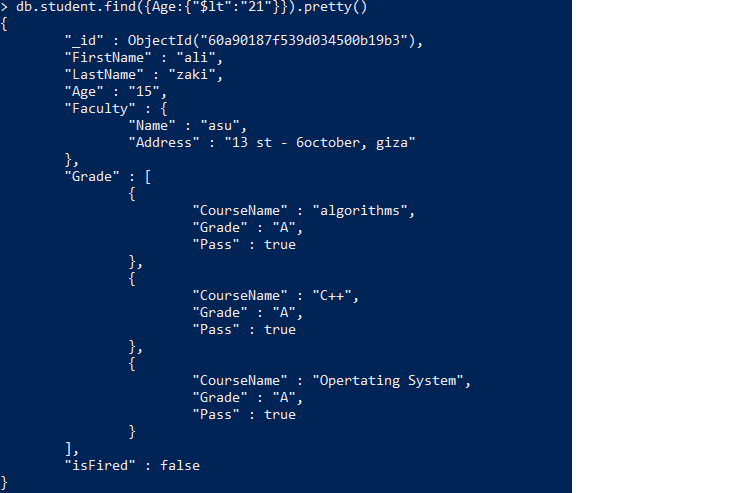 > db.student.find({Age:{"$lt":"21"}}).pretty()
{
        "_id" : ObjectId("60a90187f539d034500b19b3"),
        "FirstName" : "ali",
        "LastName" : "zaki",
        "Age" : "15",
        "Faculty" : {
                "Name" : "asu",
                "Address" : "13 st - 6october, giza"
        },
        "Grade" : [
                {
                        "CourseName" : "algorithms",
                        "Grade" : "A",
                        "Pass" : true
                },
                {
                        "CourseName" : "C++",
                        "Grade" : "A",
                        "Pass" : true
                },
                {
                        "CourseName" : "Opertating System",
                        "Grade" : "A",
                        "Pass" : true
                }
        ],
        "isFired" : false
}